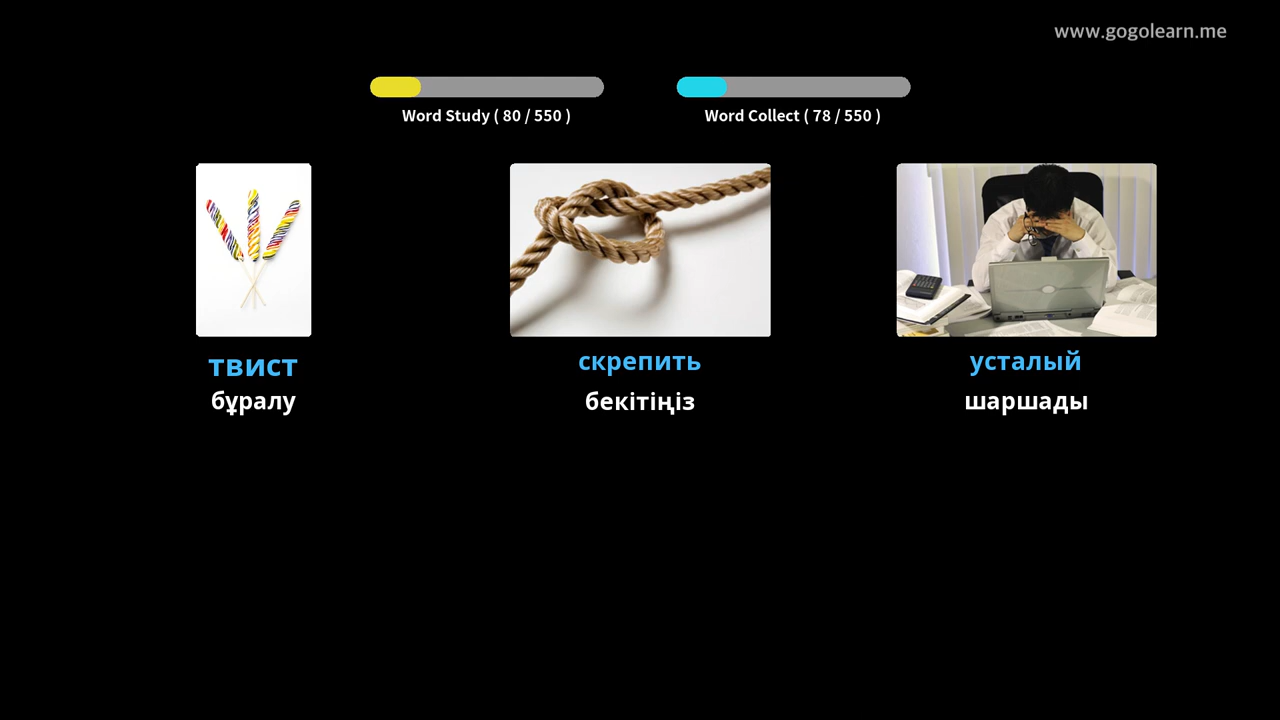 www.gogolearn.me
Word Study ( 80 / 550 )
Word Collect ( 78 / 550 )
твист
бұралу
скрепить
бекітіңіз
усталый
шаршады